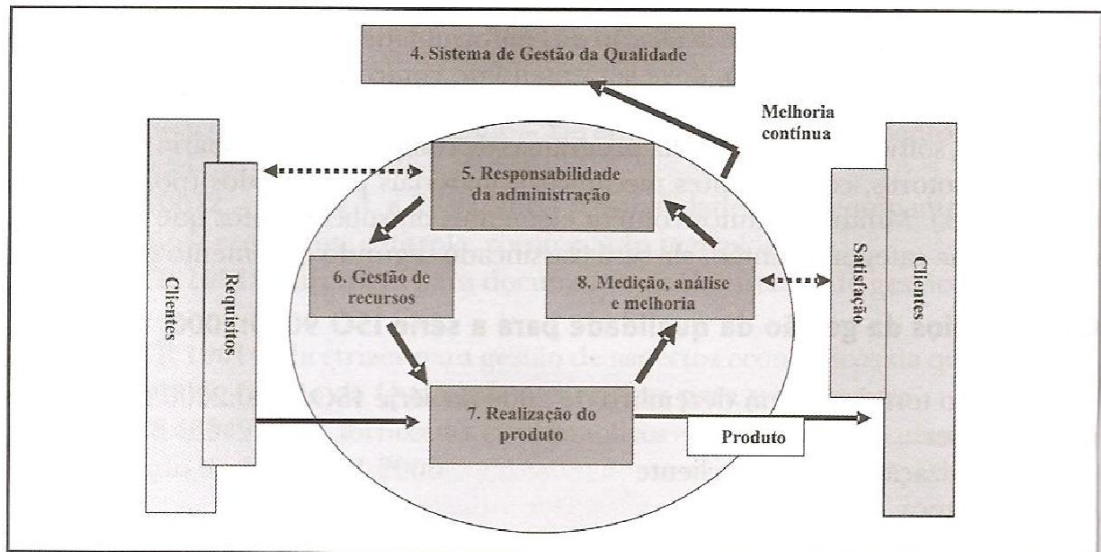 4. Sistema de Gestão da Qualidade
Melhoria
contínua
5. Responsabilidade
da administração
6. Gestão de
recursos
8. Medição, análise
e melhoria
7. Realização do
produto
Produto
Clientes
Requisitos
Satisfação
Clientes